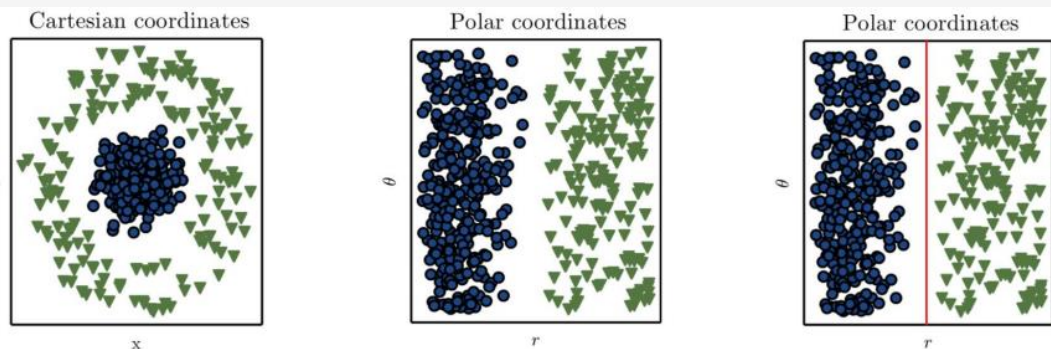 Cartesian coordinates
x
Polar coordinates
θ
r
Polar coordinates
θ
r